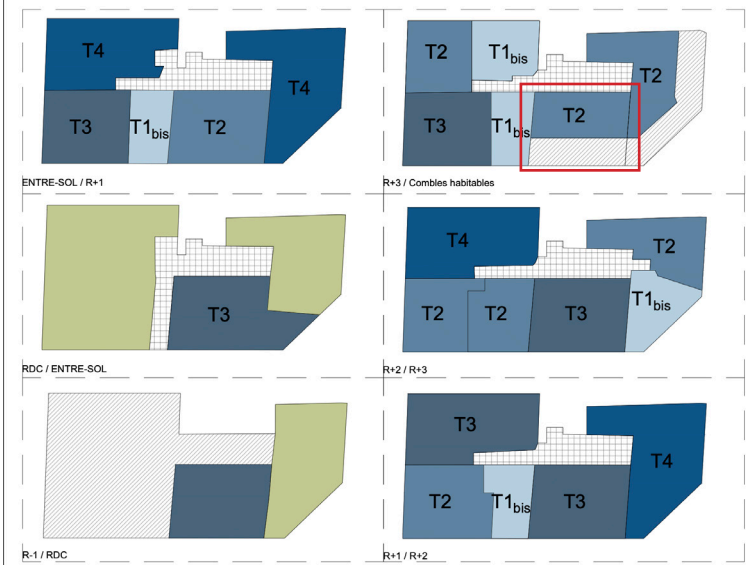 T4
T4
T3
T1bis
T2
ENTRE-SOL / R+1
T2
T1bis
T2
T3
T1bis
T2
R+3 / Combles habitables
T3
RDC / ENTRE-SOL
T4
T2
T2
T2
T3
T1bis
R+2 / R+3
R-1 / RDC
T3
T4
T2
T1bis
T3
R+1 / R+2